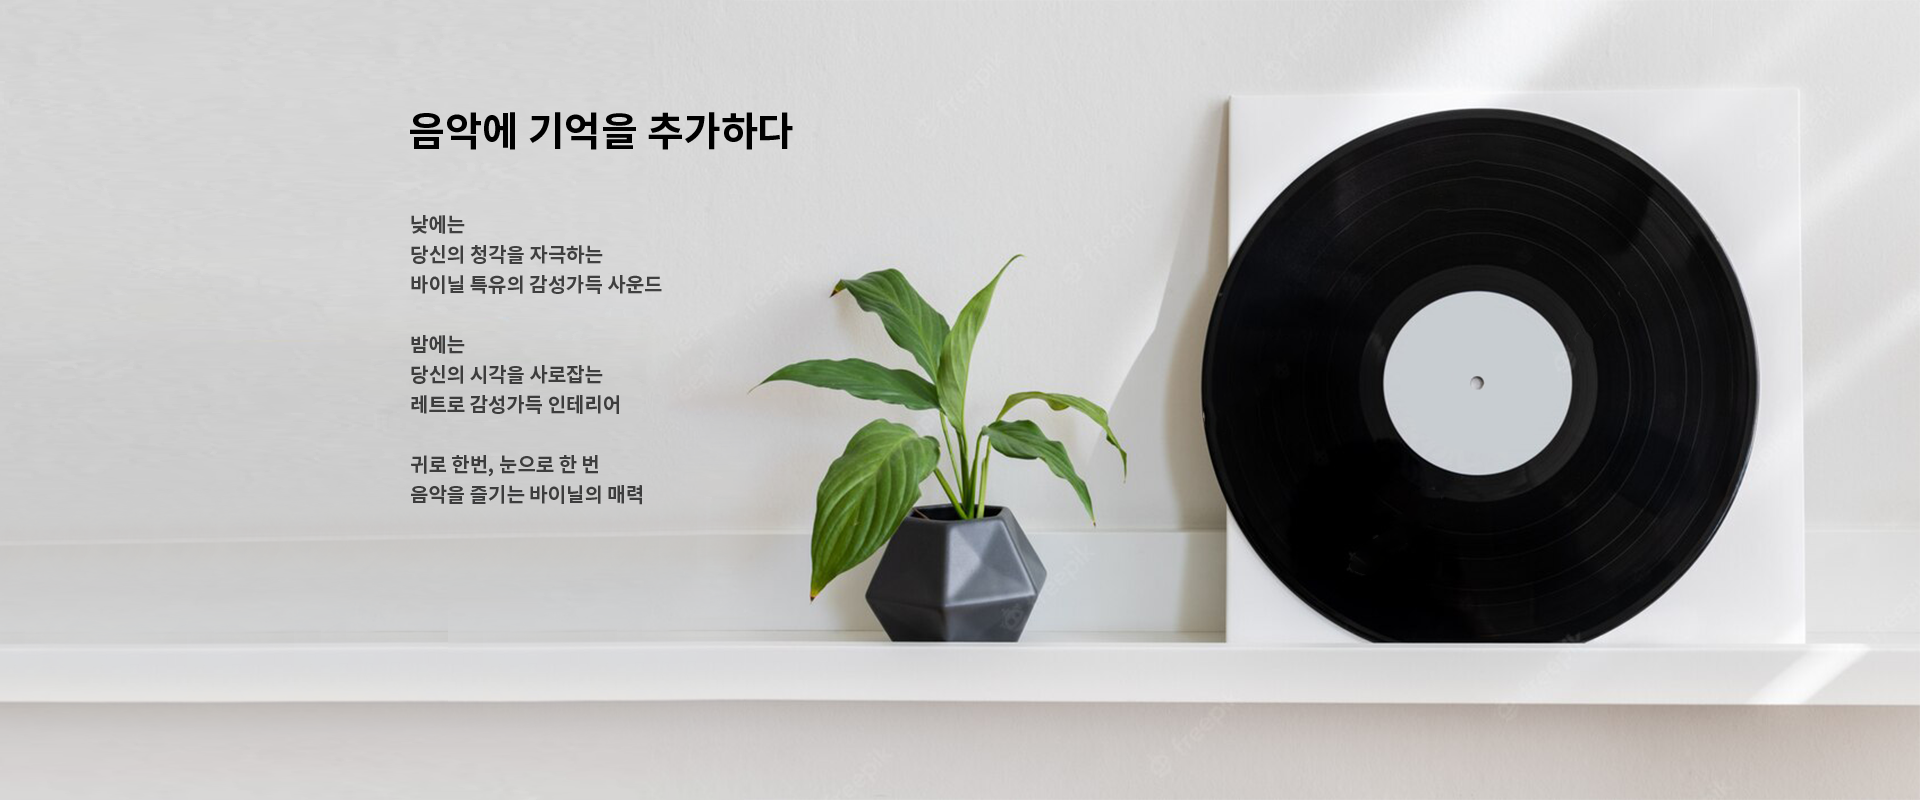 음악에 기억을 추가하다
낮에는
당신의 청각을 자극하는
바이닐 특유의 감성가득 사운드
밤에는
당신의 시각을 사로잡는
레트로 감성가득 인테리어
귀로 한번, 눈으로 한 번
음악을 즐기는 바이닐의 매력
freepik
freepik
freepik